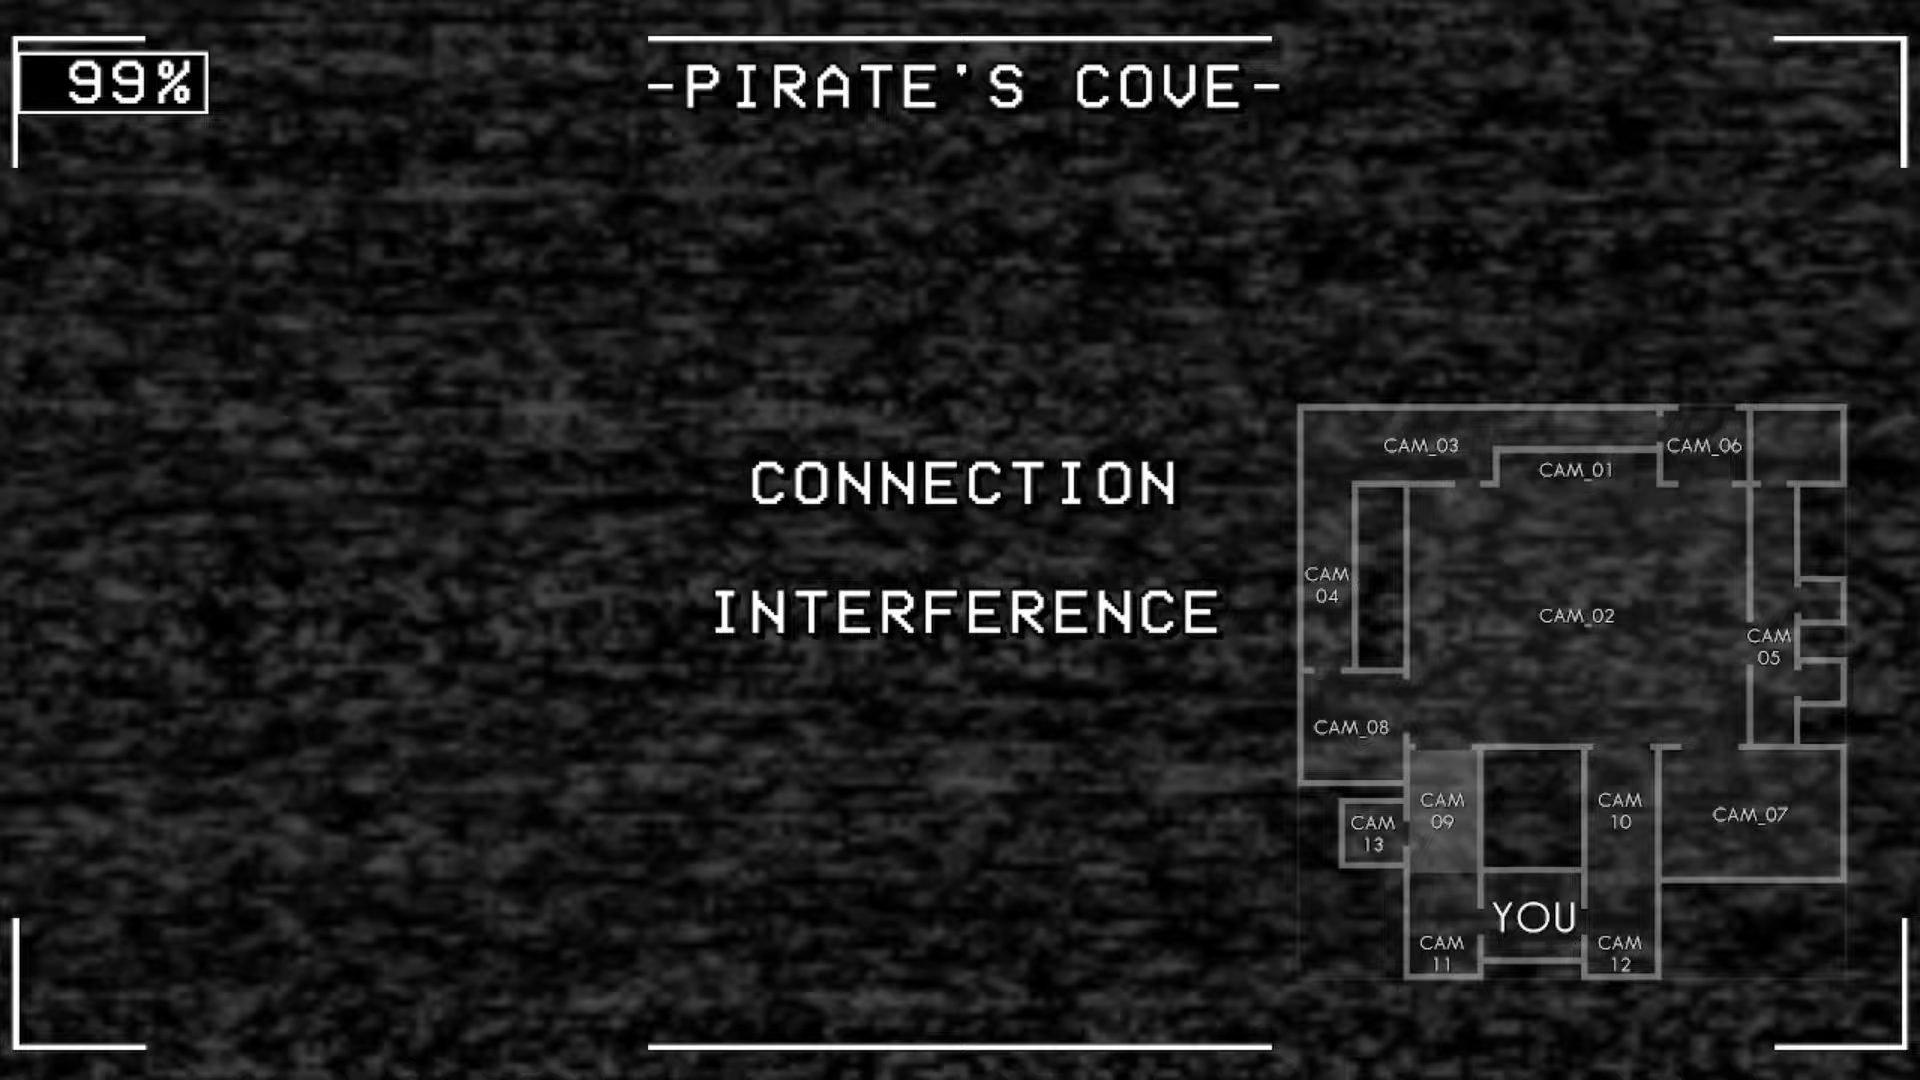 99%
-PIRATE'S COVE-
CONNECTION
INTERFERENCE
CAM_03
CAM_06
CAM_01
CAM
04
CAM_02
CAM
05
CAM_08
CAM
09
CAM
10
CAM_07
CAM
13
YOU
CAM
11
CAM
12